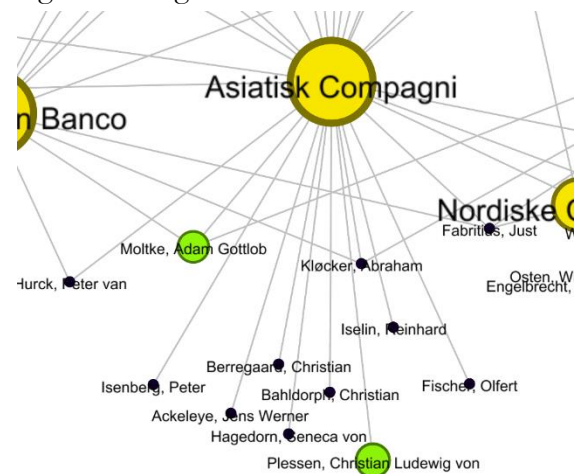 Asiatisk Compagni
n Banco
Nordiske
Fabritius, Just
W
Moltke, Adam Gottlob
Kløcker, Abraham
Hurck, Peter van
Osten, W
Engelbrecht,
Iselin, Reinhard
Berregaard, Christian
Isenberg, Peter
Bahldorph, Christian
Fischer, Olfert
Ackeleye, Jens Werner
Hagedorn, Seneca von
Plessen, Christian Ludewig von